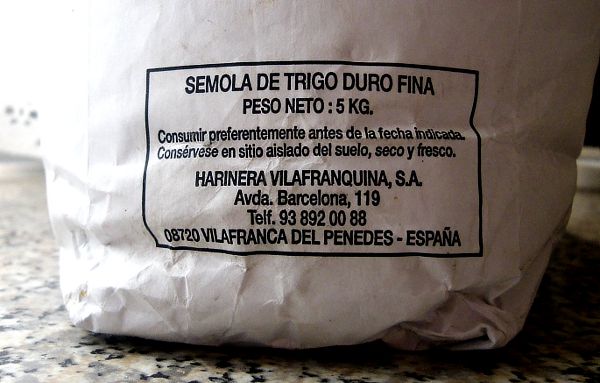 SEMOLA DE TRIGO DURO FINA
PESO NETO : 5 KG.
Consumir preferentemente antes de la fecha indicada.
Consérvese en sitio aislado del suelo, seco y fresco.
HARINERA VILAFRANQUINA, S.A.
Avda. Barcelona, 119
Telf. 93 892 00 88
08720 VILAFRANCA DEL PENEDES - ESPAÑA